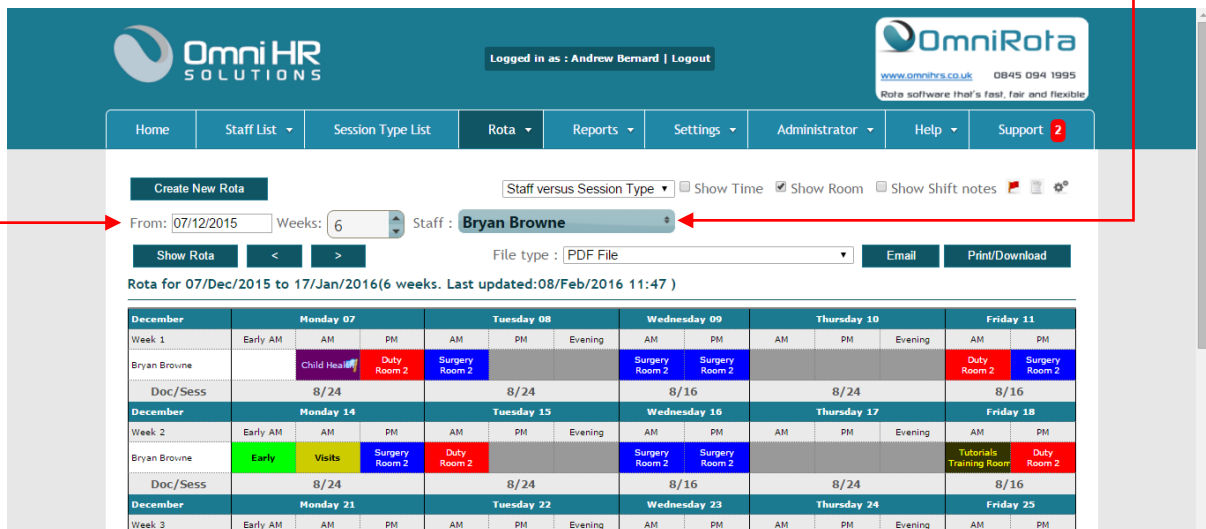 Omni HR
SOLUTIONS
Logged in as : Andrew Bernard | Logout
OmniRota
www.omnihrs.co.uk 0845 094 1995
Rota software that's fast, fair and flexible
Home Staff List Session Type List Rota Reports Settings Administrator Help Support 2
Create New Rota Staff versus Session Type Show Time Show Room Show Shift notes
From: 07/12/2015 Weeks: 6 Staff : Bryan Browne
Show Rota < > File type : PDF File Email Print/Download
Rota for 07/Dec/2015 to 17/Jan/2016(6 weeks. Last updated:08/Feb/2016 11:47 )
December Monday 07 Tuesday 08 Wednesday 09 Thursday 10 Friday 11
Week 1 Early AM AM PM AM PM Evening AM PM AM PM Evening AM PM
Bryan Browne Child Heal Duty Room 2 Surgery Room 2 Surgery Room 2 Surgery Room 2 Duty Room 2 Surgery Room 2
Doc/Sess 8/24 8/24 8/16 8/24 8/16
December Monday 14 Tuesday 15 Wednesday 16 Thursday 17 Friday 18
Week 2 Early AM AM PM AM PM Evening AM PM AM PM Evening AM PM
Bryan Browne Early Visits Surgery Room 2 Duty Room 2 Surgery Room 2 Surgery Room 2 Tutorials Training Room Duty Room 2
Doc/Sess 8/24 8/24 8/16 8/24 8/16
December Monday 21 Tuesday 22 Wednesday 23 Thursday 24 Friday 25
Week 3 Early AM AM PM AM PM Evening AM PM AM PM Evening AM PM